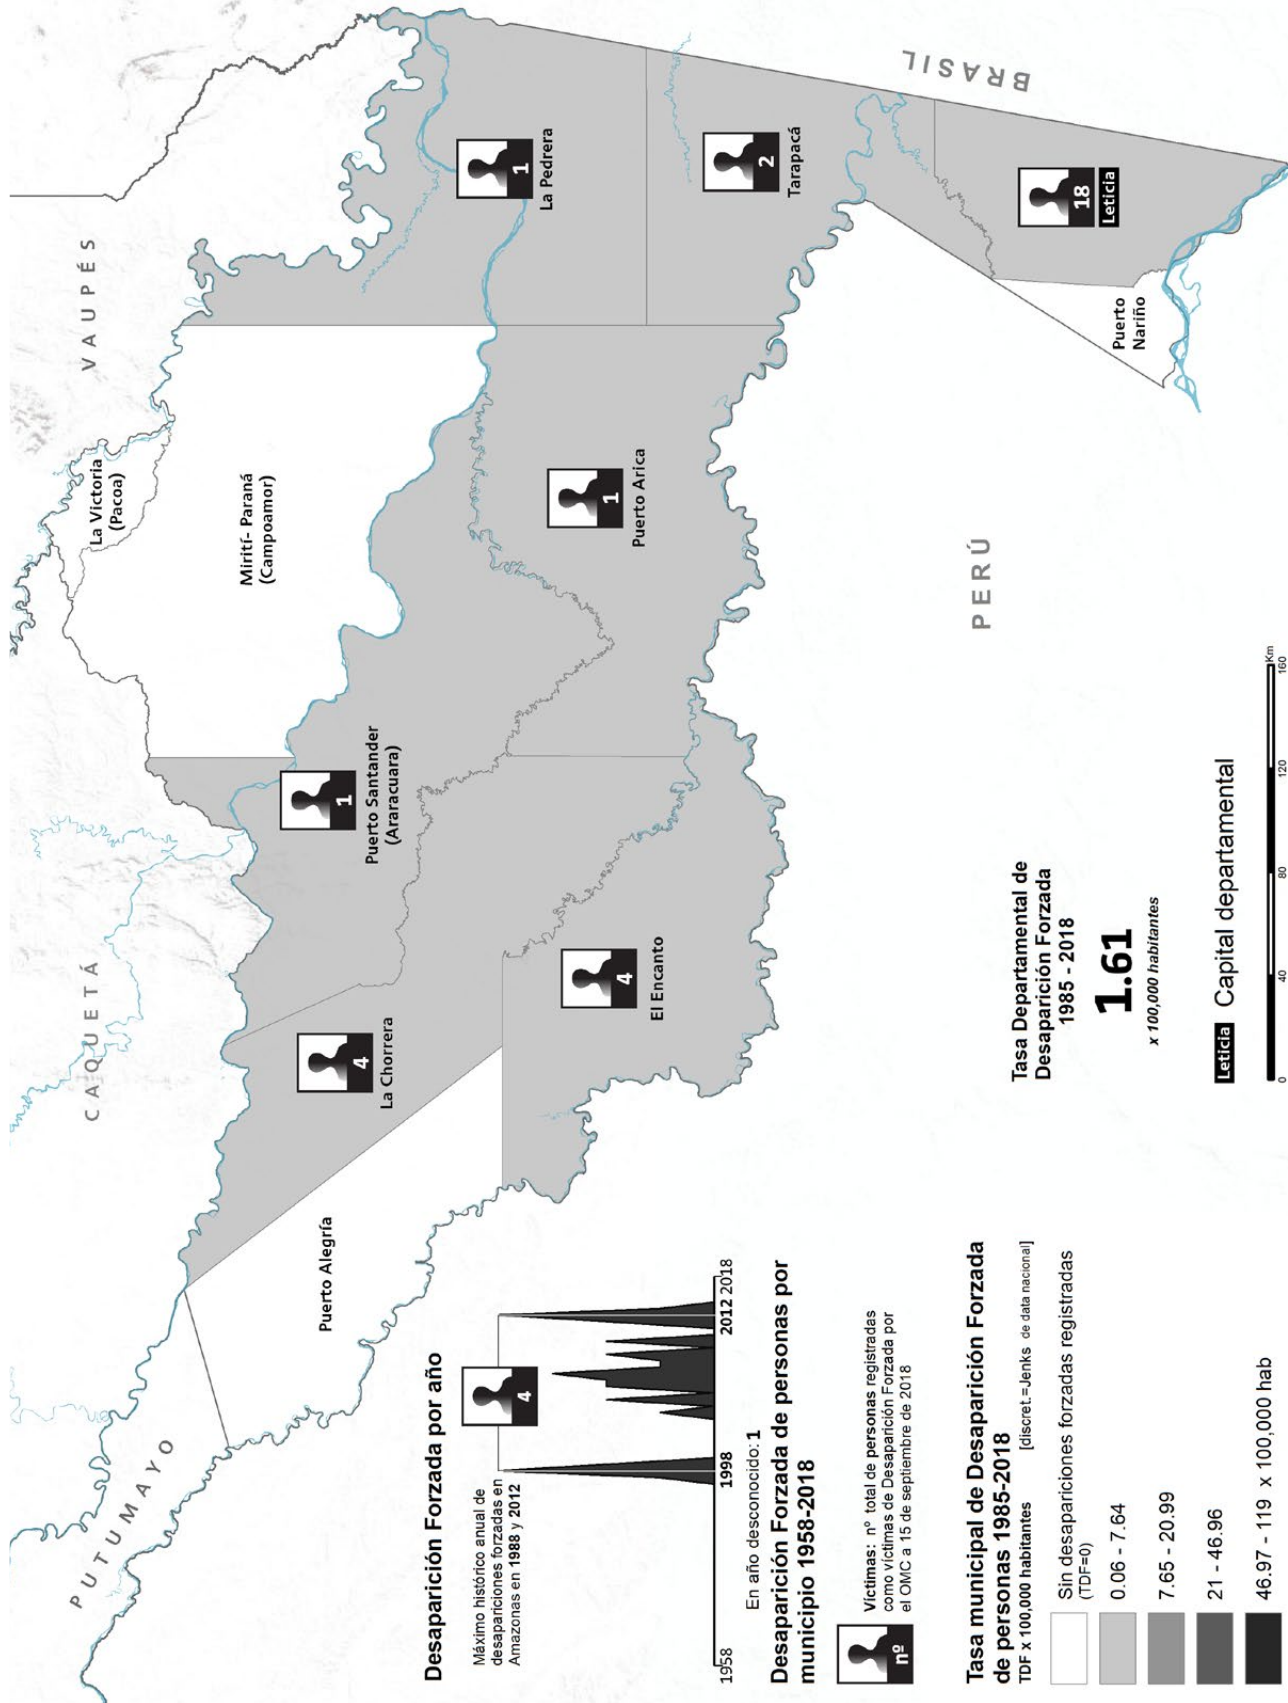 PUTUMAYO
CAQUETÁ
VAUPÉS
BRASIL
PERÚ
La Victoria
(Pacoa)
Mirití- Paraná
(Campoamor)
1
La Pedrera
2
Tarapacá
18
Leticia
Puerto
Nariño
1
Puerto Arica
1
Puerto Santander
(Araracuara)
4
La Chorrera
4
El Encanto
Puerto Alegría
Desaparición Forzada por año
Máximo histórico anual de
desapariciones forzadas en
Amazonas en 1988 y 2012
4
1958
1998
2012 2018
En año desconocido: 1
Desaparición Forzada de personas por
municipio 1958-2018
nº
Víctimas: nº total de personas registradas
como víctimas de Desaparición Forzada por
el OMC a 15 de septiembre de 2018
Tasa municipal de Desaparición Forzada
de personas 1985-2018
TDF x 100,000 habitantes [discret.=Jenks de data nacional]
Sin desapariciones forzadas registradas
(TDF=0)
0.06 - 7.64
7.65 - 20.99
21 - 46.96
46.97 - 119 x 100,000 hab
Tasa Departamental de
Desaparición Forzada
1985 - 2018
1.61
x 100,000 habitantes
Leticia Capital departamental
0 40 80 120 160
Km